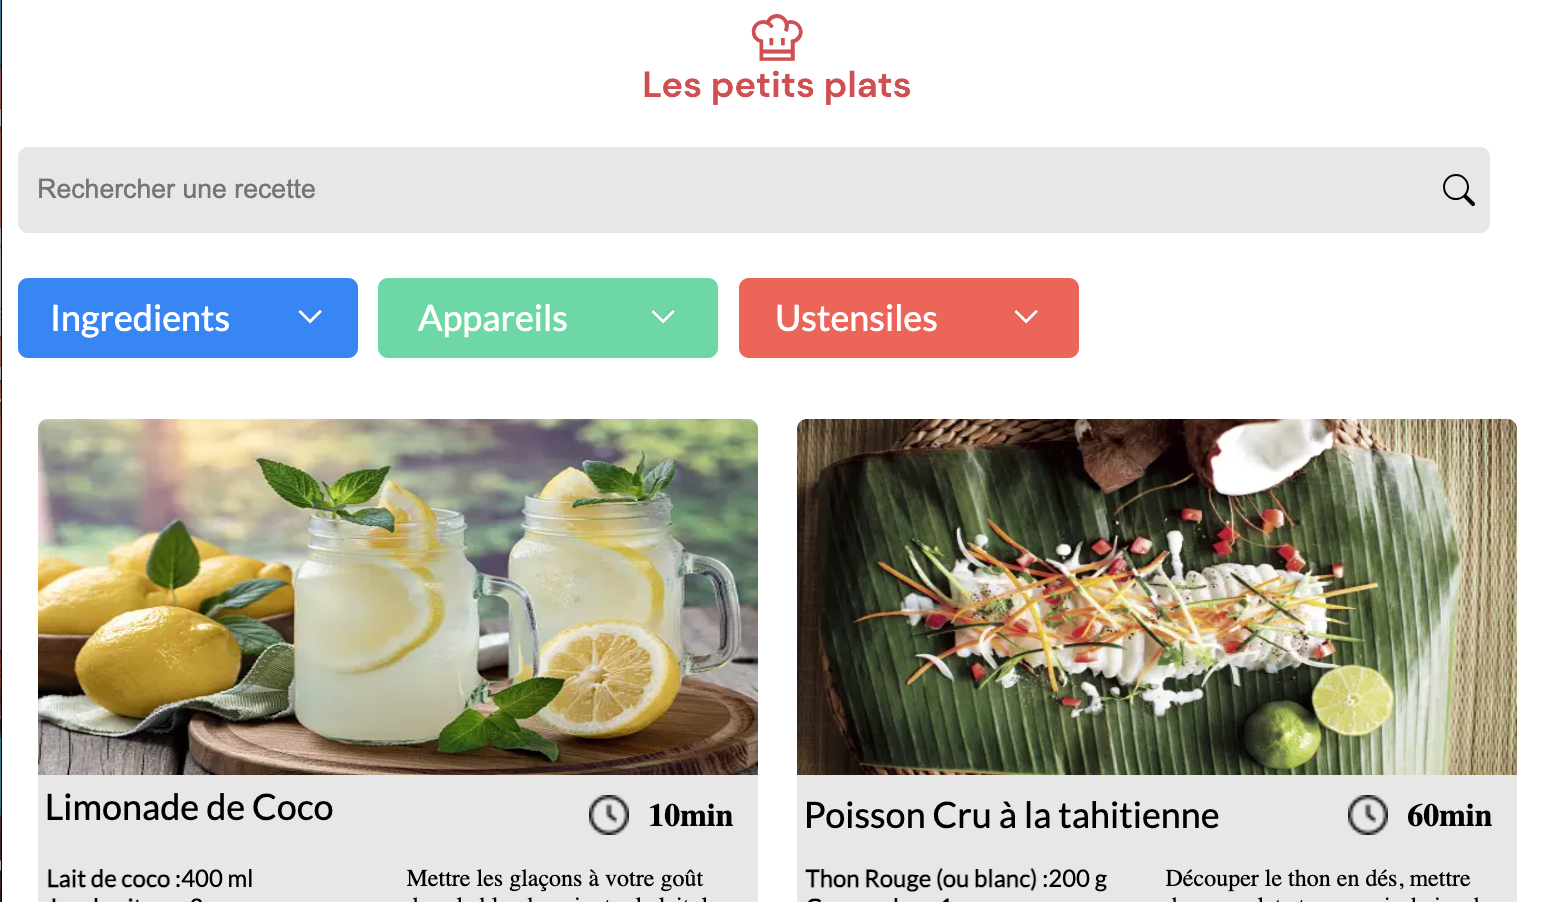 Les petits plats
Rechercher une recette
Ingredients
Appareils
Ustensiles
Limonade de Coco
10min
Lait de coco :400 ml
Mettre les glaçons à votre goût
Poisson Cru à la tahitienne
60min
Thon Rouge (ou blanc) :200 g
Découper le thon en dés, mettre